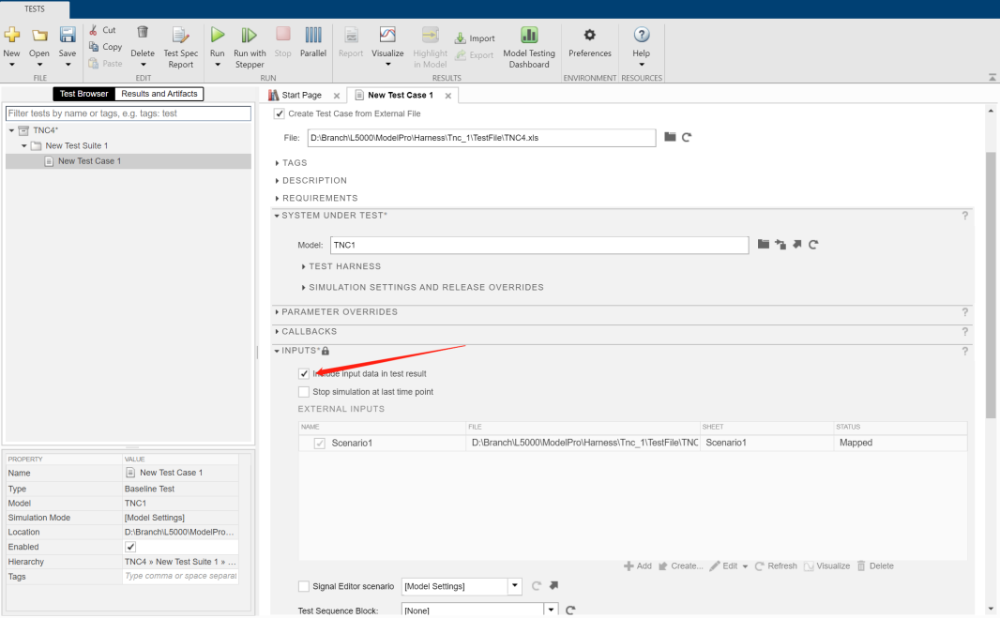 TESTS
New
Open
Save
Cut
Copy
Paste
Delete
Test Spec
Report
Run
Run with
Stepper
Stop
Parallel
Report
Visualize
Highlight
in Model
Import
Export
Model Testing
Dashboard
Preferences
Help
FILE
EDIT
RUN
RESULTS
ENVIRONMENT
RESOURCES
Test Browser
Results and Artifacts
Filter tests by name or tags, e.g. tags: test
TNC4*
New Test Suite 1
New Test Case 1
PROPERTY VALUE
Name New Test Case 1
Type Baseline Test
Model TNC1
Simulation Mode [Model Settings]
Location D:\Branch\L5000\ModelPro...
Enabled
Hierarchy TNC4 » New Test Suite 1 » ...
Tags Type comma or space separat
Start Page
New Test Case 1
Create Test Case from External File
File: D:\Branch\L5000\ModelPro\Harness\Tnc_1\TestFile\TNC4.xls
TAGS
DESCRIPTION
REQUIREMENTS
SYSTEM UNDER TEST*
?
Model: TNC1
TEST HARNESS
SIMULATION SETTINGS AND RELEASE OVERRIDES
PARAMETER OVERRIDES
?
CALLBACKS
?
INPUTS*
?
Include input data in test result
Stop simulation at last time point
EXTERNAL INPUTS
NAME FILE SHEET STATUS
Scenario1 D:\Branch\L5000\ModelPro\Harness\Tnc_1\TestFile\TNC Scenario1 Mapped
Add Create... Edit Refresh Visualize Delete
Signal Editor scenario [Model Settings]
Test Sequence Block: [None]